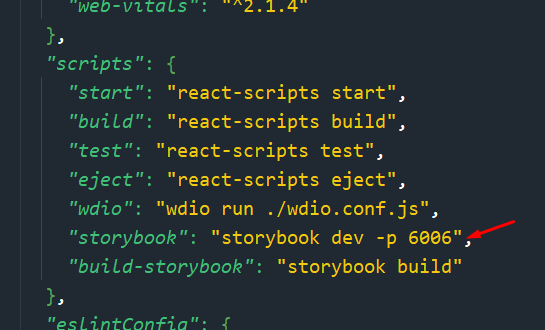 "web-vitals": "^2.1.4"
},
"scripts": {
"start": "react-scripts start",
"build": "react-scripts build",
"test": "react-scripts test",
"eject": "react-scripts eject",
"wdio": "wdio run ./wdio.conf.js",
"storybook": "storybook dev -p 6006",
"build-storybook": "storybook build"
},
"eslintConfig": {